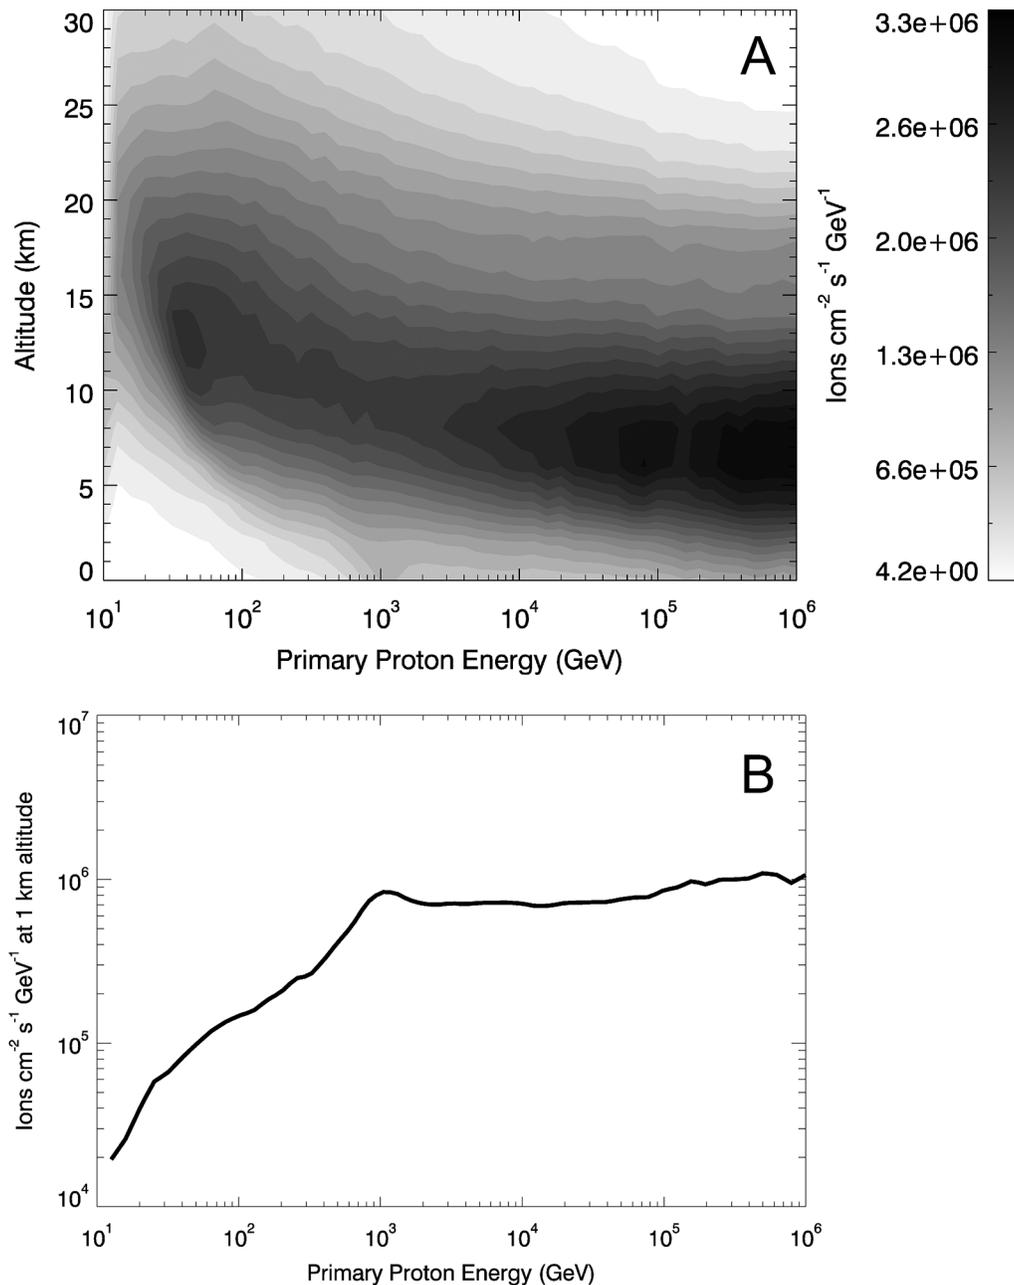 A
30
25
20
15
10
5
0
Altitude (km)
10¹ 10² 10³ 10⁴ 10⁵ 10⁶
Primary Proton Energy (GeV)
3.3e+06
2.6e+06
2.0e+06
1.3e+06
6.6e+05
4.2e+00
Ions cm⁻² s⁻¹ GeV⁻¹
B
10⁷
10⁶
10⁵
10⁴
Ions cm⁻² s⁻¹ GeV⁻¹ at 1 km altitude
10¹ 10² 10³ 10⁴ 10⁵ 10⁶
Primary Proton Energy (GeV)